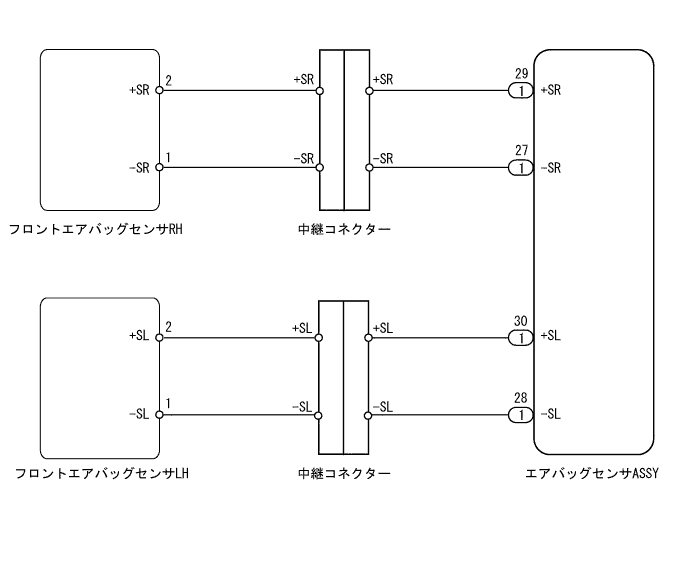 29
2 +SR +SR
+SR 1 +SR
27
1 -SR -SR
-SR 1 -SR
フロントエアバッグセンサRH 中継コネクター
30
2 +SL +SL
+SL 1 +SL
28
1 -SL -SL
-SL 1 -SL
フロントエアバッグセンサLH 中継コネクター エアバッグセンサASSY